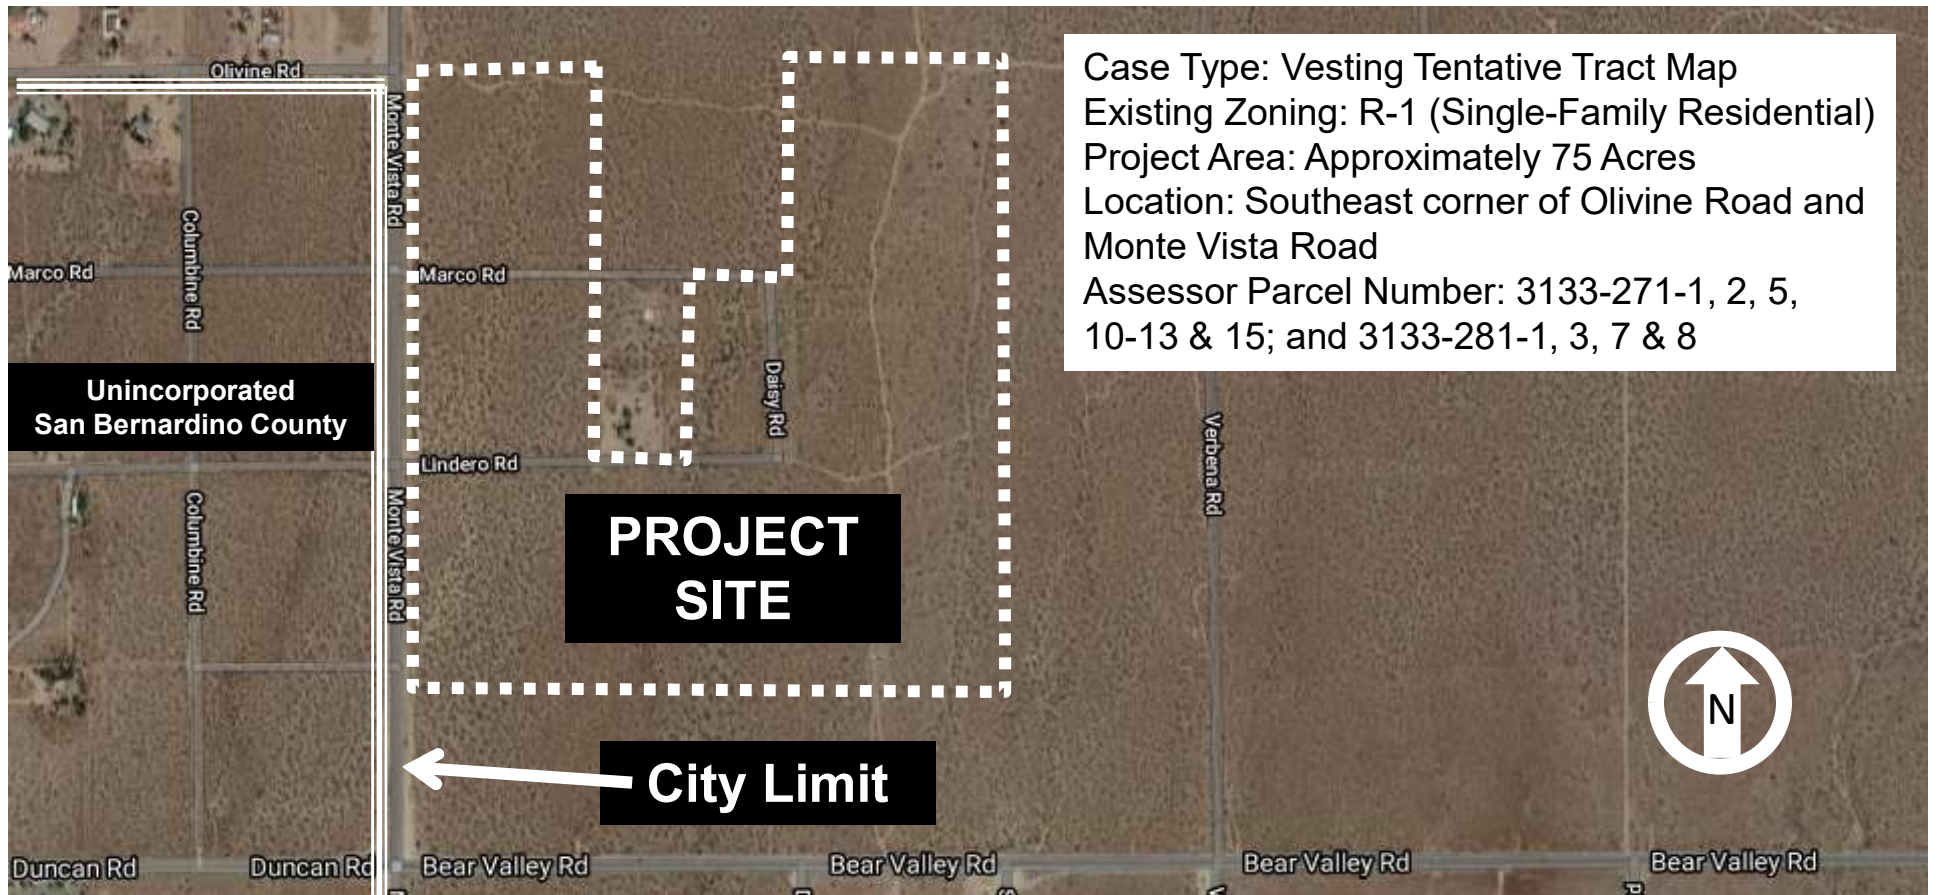 Olivine Rd
Case Type: Vesting Tentative Tract Map
Existing Zoning: R-1 (Single-Family Residential)
Project Area: Approximately 75 Acres
Location: Southeast corner of Olivine Road and
Monte Vista Road
Assessor Parcel Number: 3133-271-1, 2, 5,
10-13 & 15; and 3133-281-1, 3, 7 & 8
Monte Vista Rd
Columbine Rd
Marco Rd
Marco Rd
Unincorporated
San Bernardino County
Daisy Rd
Verbena Rd
Lindero Rd
Columbine Rd
Monte Vista Rd
PROJECT
SITE
N
City Limit
Duncan Rd
Duncan Rd
Bear Valley Rd
Bear Valley Rd
Bear Valley Rd
Bear Valley Rd